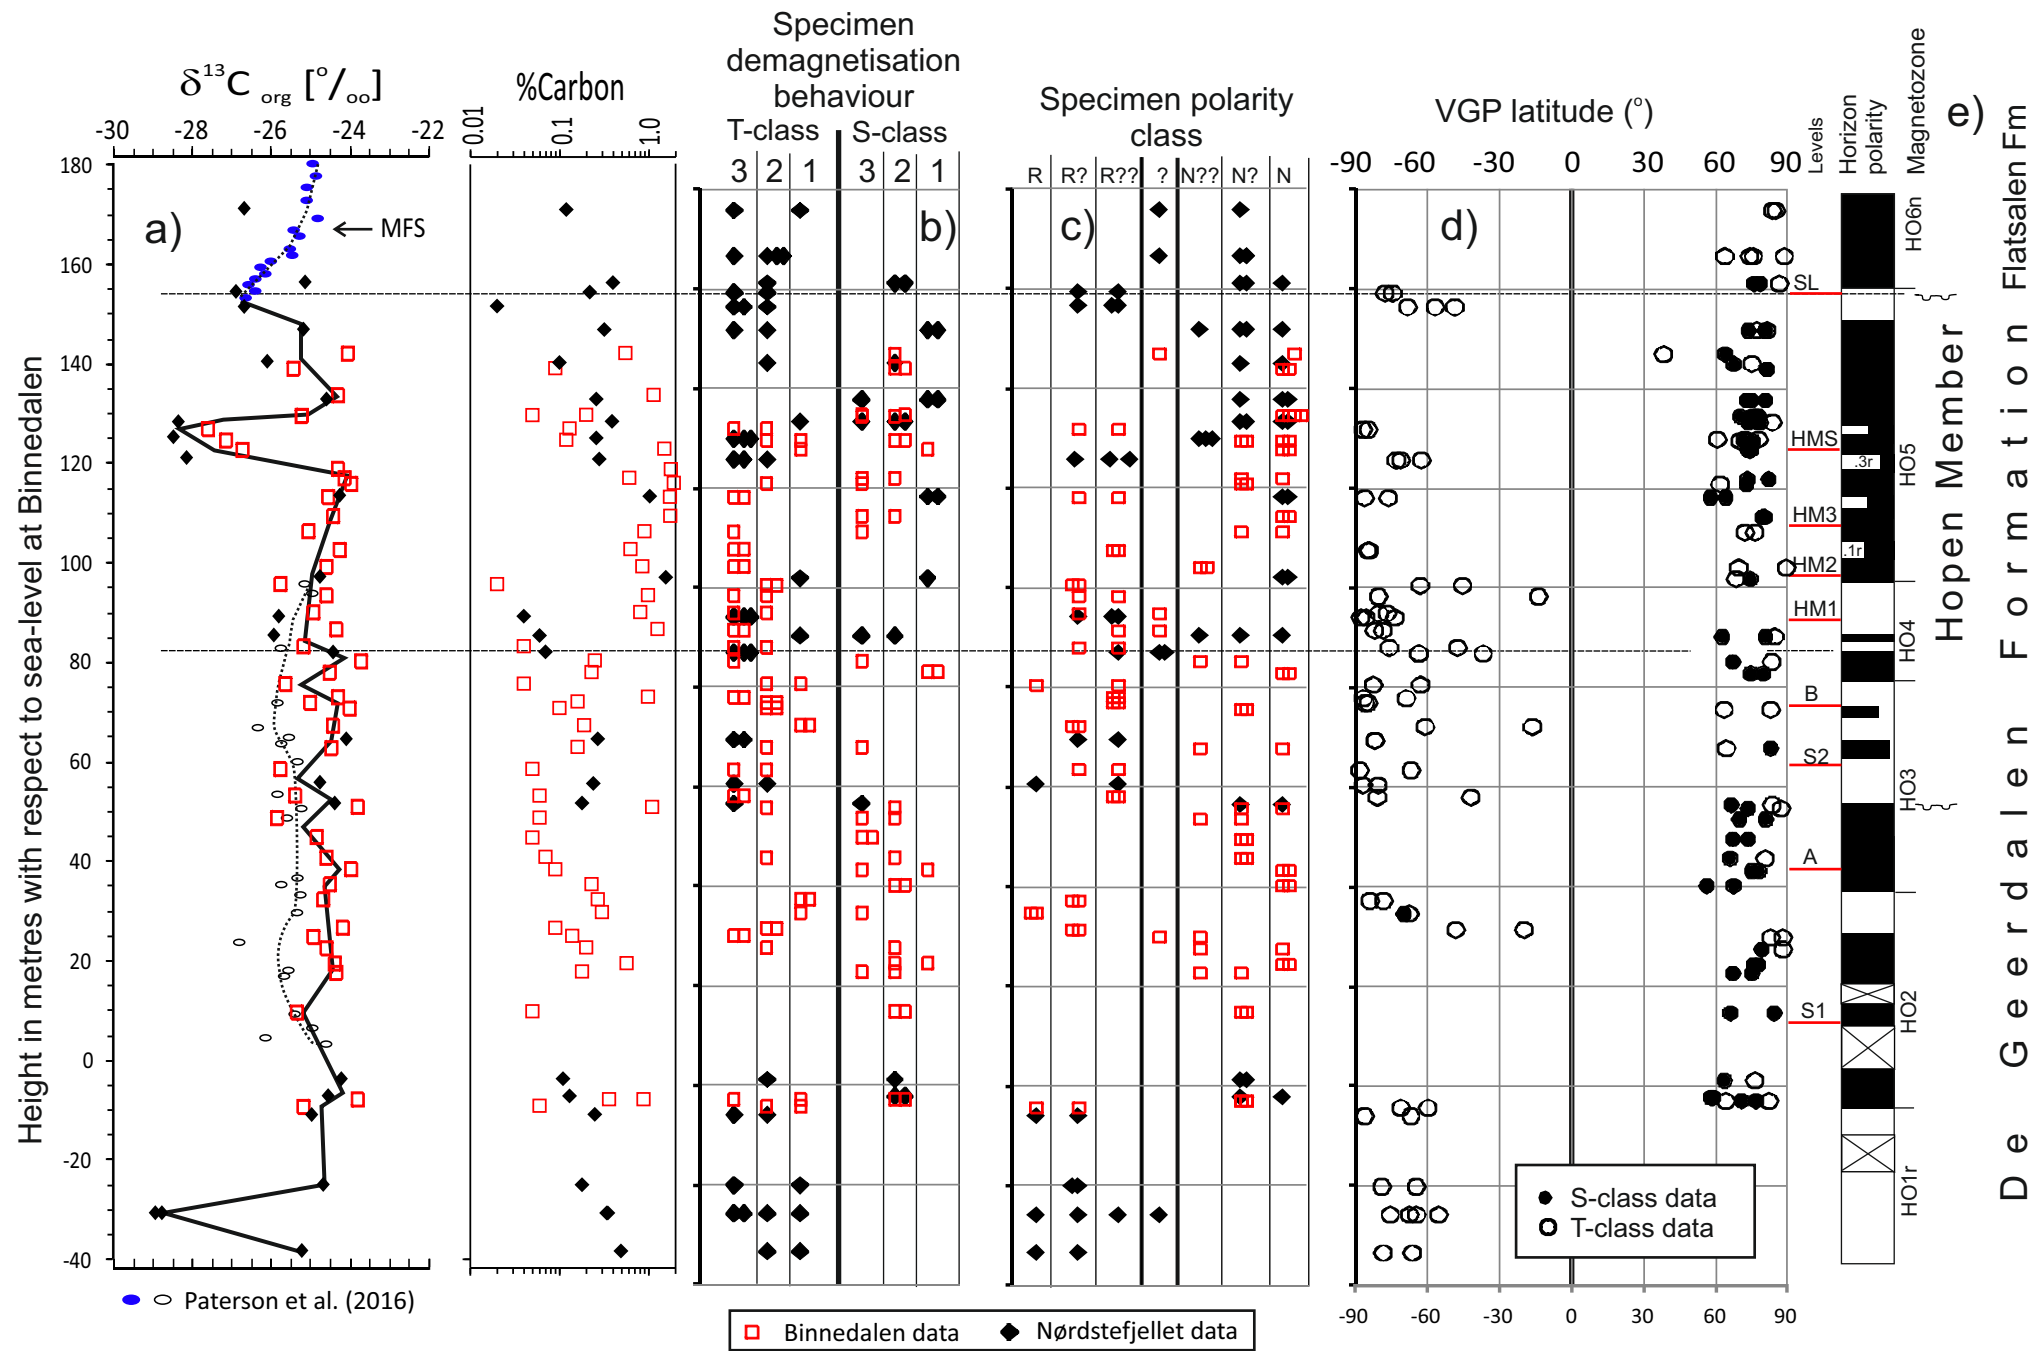 Specimen
demagnetisation
behaviour
T-class S-class
δ13C org [o/oo]
-30 -28 -26 -24 -22
%Carbon
0.01 0.1 1.0
Specimen polarity
class
VGP latitude (o)
-90 -60 -30 0 60 90
Levels
Horizon
polarity
Magnetozone
e)
3 2 1 3 2 1
R R? R?? ? N?? N? N
a)
b)
c)
d)
MFS
Height in metres with respect to sea-level at Binnedalen
180
160
140
120
100
80
60
40
20
0
-20
-40
SL
HMS
HM3
HM2
HM1
B
S2
A
S1
.3r
.1r
HO6n
HO5
HO4
HO3
HO2
HO1r
Hopen Member
Flatsalen Fm
De Geerdalen Formation
S-class data
T-class data
-90 -60 -30 0 30 60 90
Paterson et al. (2016)
Binnedalen data Nørdstefjellet data